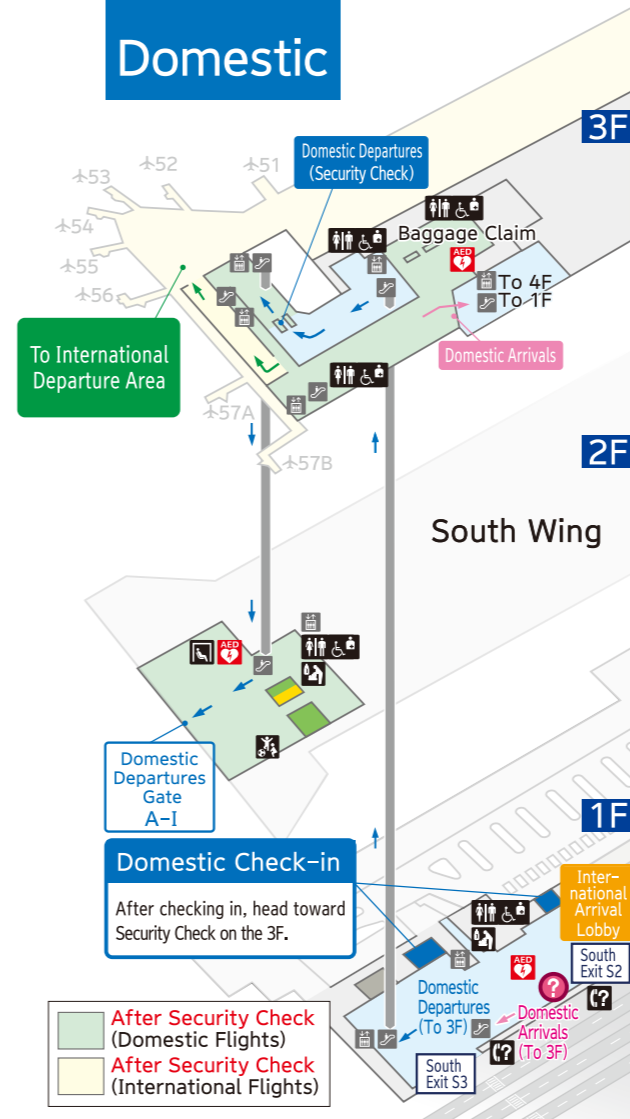 Domestic
3F
Domestic Departures
(Security Check)
53
52
51
54
55
56
AED
Baggage Claim
To 4F
To 1F
Domestic Arrivals
To International
Departure Area
57A
57B
2F
South Wing
AED
Domestic
Departures
Gate
A–I
1F
Domestic Check–in
After checking in, head toward
Security Check on the 3F.
Inter–
national
Arrival
Lobby
South
Exit S2
AED
?
?
Domestic
Departures
(To 3F)
Domestic
Arrivals
(To 3F)
?
South
Exit S3
After Security Check
(Domestic Flights)
After Security Check
(International Flights)